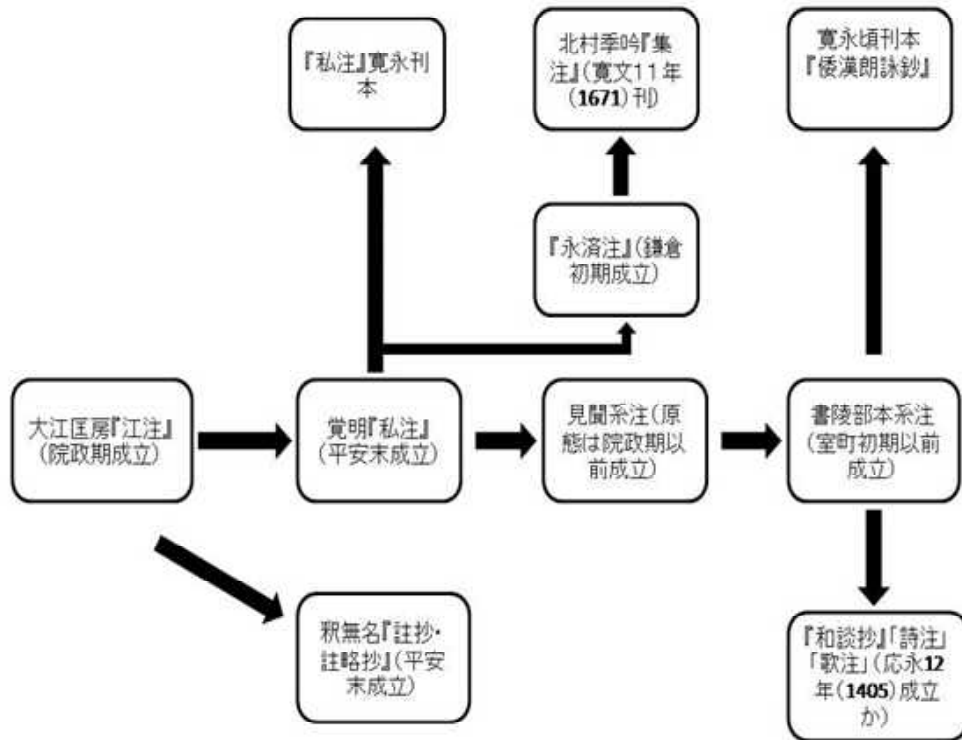 『私注』寛永刊
本
北村季吟『集
注』(寛文11年
(1671)刊)
寛永頃刊本
『倭漢朗詠鈔』
『永済注』(鎌倉
初期成立)
大江匡房『江注』
(院政期成立)
覚明『私注』
(平安末成立)
見聞系注(原
態は院政期以
前成立)
書陵部本系注
(室町初期以前
成立)
釈無名『註抄・
註略抄』(平安
末成立)
『和談抄』「詩注」
「歌注」(応永12
年(1405)成立
か)